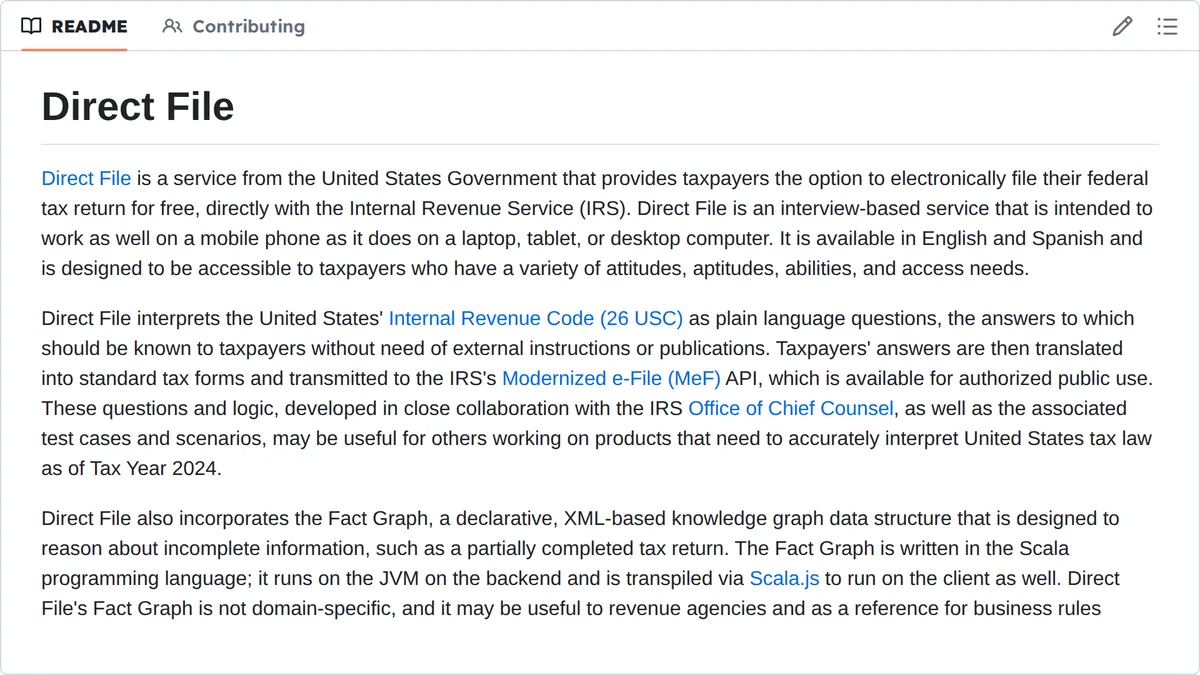 README Contributing
Direct File
Direct File is a service from the United States Government that provides taxpayers the option to electronically file their federal
tax return for free, directly with the Internal Revenue Service (IRS). Direct File is an interview-based service that is intended to
work as well on a mobile phone as it does on a laptop, tablet, or desktop computer. It is available in English and Spanish and
is designed to be accessible to taxpayers who have a variety of attitudes, aptitudes, abilities, and access needs.
Direct File interprets the United States' Internal Revenue Code (26 USC) as plain language questions, the answers to which
should be known to taxpayers without need of external instructions or publications. Taxpayers' answers are then translated
into standard tax forms and transmitted to the IRS's Modernized e-File (MeF) API, which is available for authorized public use.
These questions and logic, developed in close collaboration with the IRS Office of Chief Counsel, as well as the associated
test cases and scenarios, may be useful for others working on products that need to accurately interpret United States tax law
as of Tax Year 2024.
Direct File also incorporates the Fact Graph, a declarative, XML-based knowledge graph data structure that is designed to
reason about incomplete information, such as a partially completed tax return. The Fact Graph is written in the Scala
programming language; it runs on the JVM on the backend and is transpiled via Scala.js to run on the client as well. Direct
File's Fact Graph is not domain-specific, and it may be useful to revenue agencies and as a reference for business rules